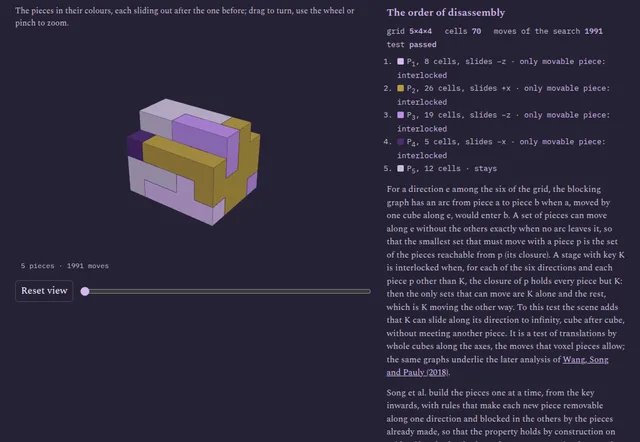 The pieces in their colours, each sliding out after the one before; drag to turn, use the wheel or
pinch to zoom.
5 pieces · 1991 moves
Reset view
The order of disassembly
grid 5×4×4 cells 70 moves of the search 1991
test passed
1. P1, 8 cells, slides −z · only movable piece:
interlocked
2. P2, 26 cells, slides +x · only movable piece:
interlocked
3. P3, 19 cells, slides −z · only movable piece:
interlocked
4. P4, 5 cells, slides −x · only movable piece:
interlocked
5. P5, 12 cells · stays
For a direction e among the six of the grid, the blocking
graph has an arc from piece a to piece b when a, moved by
one cube along e, would enter b. A set of pieces can move
along e without the others exactly when no arc leaves it, so
that the smallest set that must move with a piece p is the set
of the pieces reachable from p (its closure). A stage with key K
is interlocked when, for each of the six directions and each
piece p other than K, the closure of p holds every piece but K:
then the only sets that can move are K alone and the rest,
which is K moving the other way. To this test the scene adds
that K can slide along its direction to infinity, cube after cube,
without meeting another piece. It is a test of translations by
whole cubes along the axes, the moves that voxel pieces allow;
the same graphs underlie the later analysis of Wang, Song
and Pauly (2018).
Song et al. build the pieces one at a time, from the key
inwards, with rules that make each new piece removable
along one direction and blocked in the others by the pieces
already made, so that the property holds by construction on